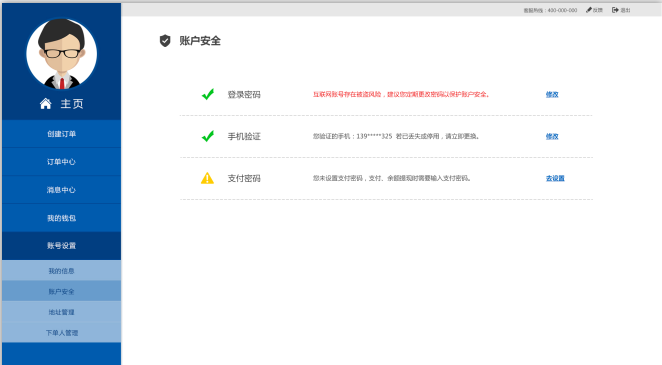 客服热线：400-000-000 反馈 退出
主页
创建订单
订单中心
消息中心
我的钱包
账号设置
我的信息
账户安全
地址管理
下单人管理
账户安全
登录密码 互联网账号存在被盗风险，建议您定期更改密码以保护账户安全。 修改
手机验证 您验证的手机：139*****325 若已丢失或停用，请立即更换。 修改
支付密码 您未设置支付密码，支付、余额提现时需要输入支付密码。 去设置